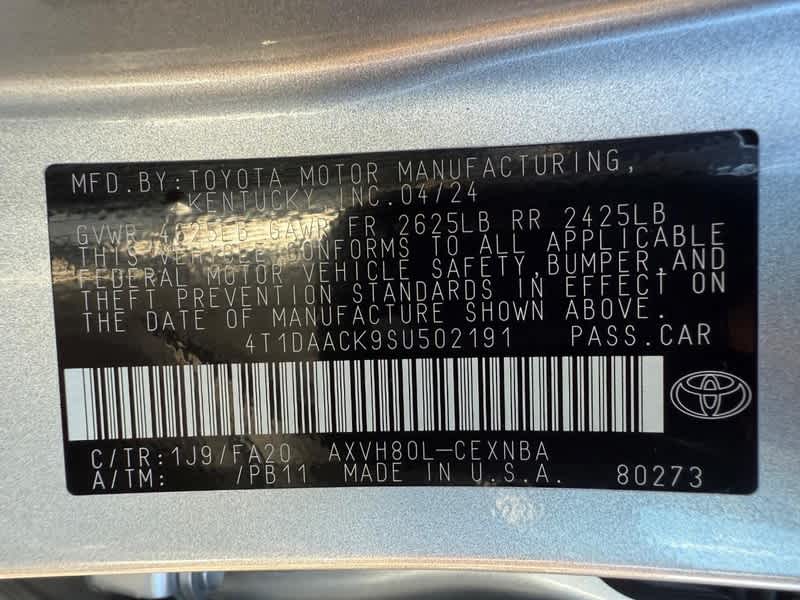 MFD.BY:TOYOTA MOTOR MANUFACTURING,
KENTUCKY,INC.04/24
GVWR GAWR FR 2625LB RR 2425LB
THIS VEHICLE CONFORMS TO ALL APPLICABLE
FEDERAL MOTOR VEHICLE SAFETY,BUMPER,AND
THEFT PREVENTION STANDARDS IN EFFECT ON
THE DATE OF MANUFACTURE SHOWN ABOVE.
4T1DAACK9SU502191 PASS.CAR
C/TR:1J9/FA20 AXVH80L-CEXNBA
A/TM: /PB11 MADE IN U.S.A. 80273